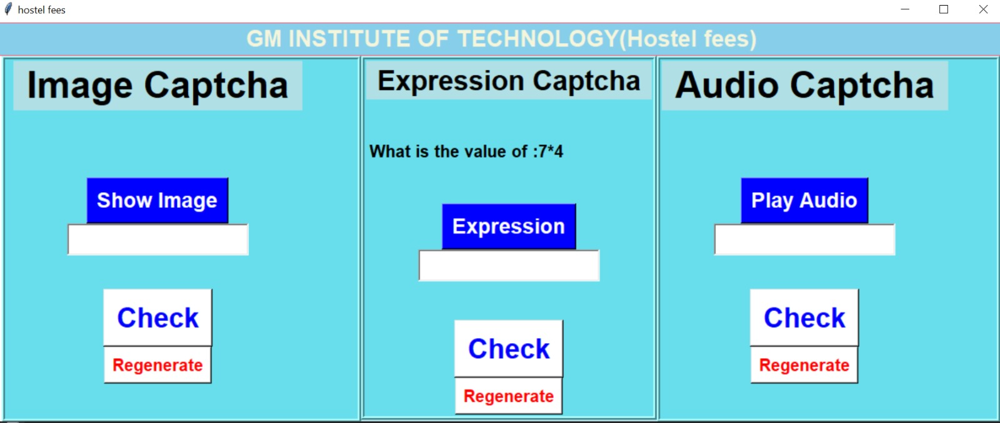 hostel fees
GM INSTITUTE OF TECHNOLOGY(Hostel fees)
Image Captcha
Show Image
Check
Regenerate
Expression Captcha
What is the value of :7*4
Expression
Check
Regenerate
Audio Captcha
Play Audio
Check
Regenerate